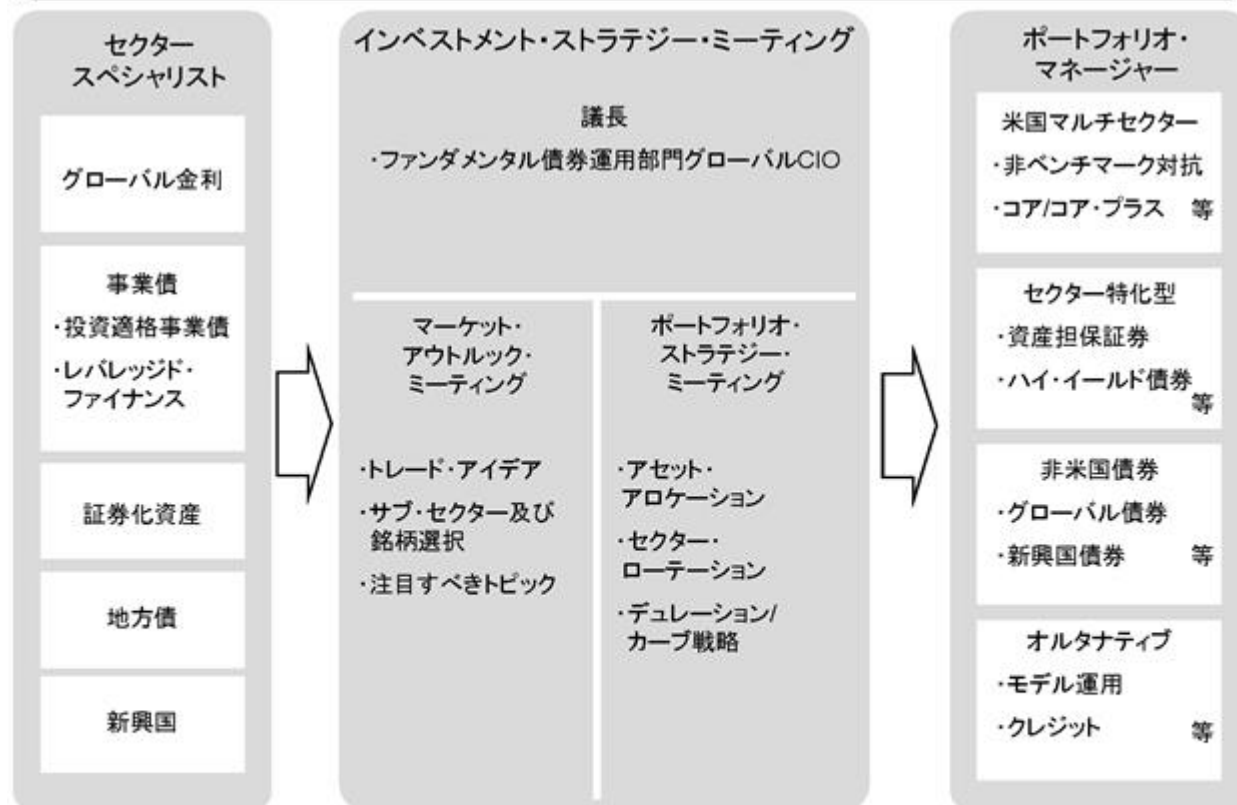 セクター
スペシャリスト
グローバル金利
事業債
・投資適格事業債
・レバレッジド・
ファイナンス
証券化資産
地方債
新興国
インベストメント・ストラテジー・ミーティング
議長
・ファンダメンタル債券運用部門グローバルCIO
マーケット・
アウトルック・
ミーティング
・トレード・アイデア
・サブ・セクター及び
銘柄選択
・注目すべきトピック
ポートフォリオ・
ストラテジー・
ミーティング
・アセット・
アロケーション
・セクター・
ローテーション
・デュレーション/
カーブ戦略
ポートフォリオ・
マネージャー
米国マルチセクター
・非ベンチマーク対抗
・コア/コア・プラス 等
セクター特化型
・資産担保証券
・ハイ・イールド債券
等
非米国債券
・グローバル債券
・新興国債券 等
オルタナティブ
・モデル運用
・クレジット 等